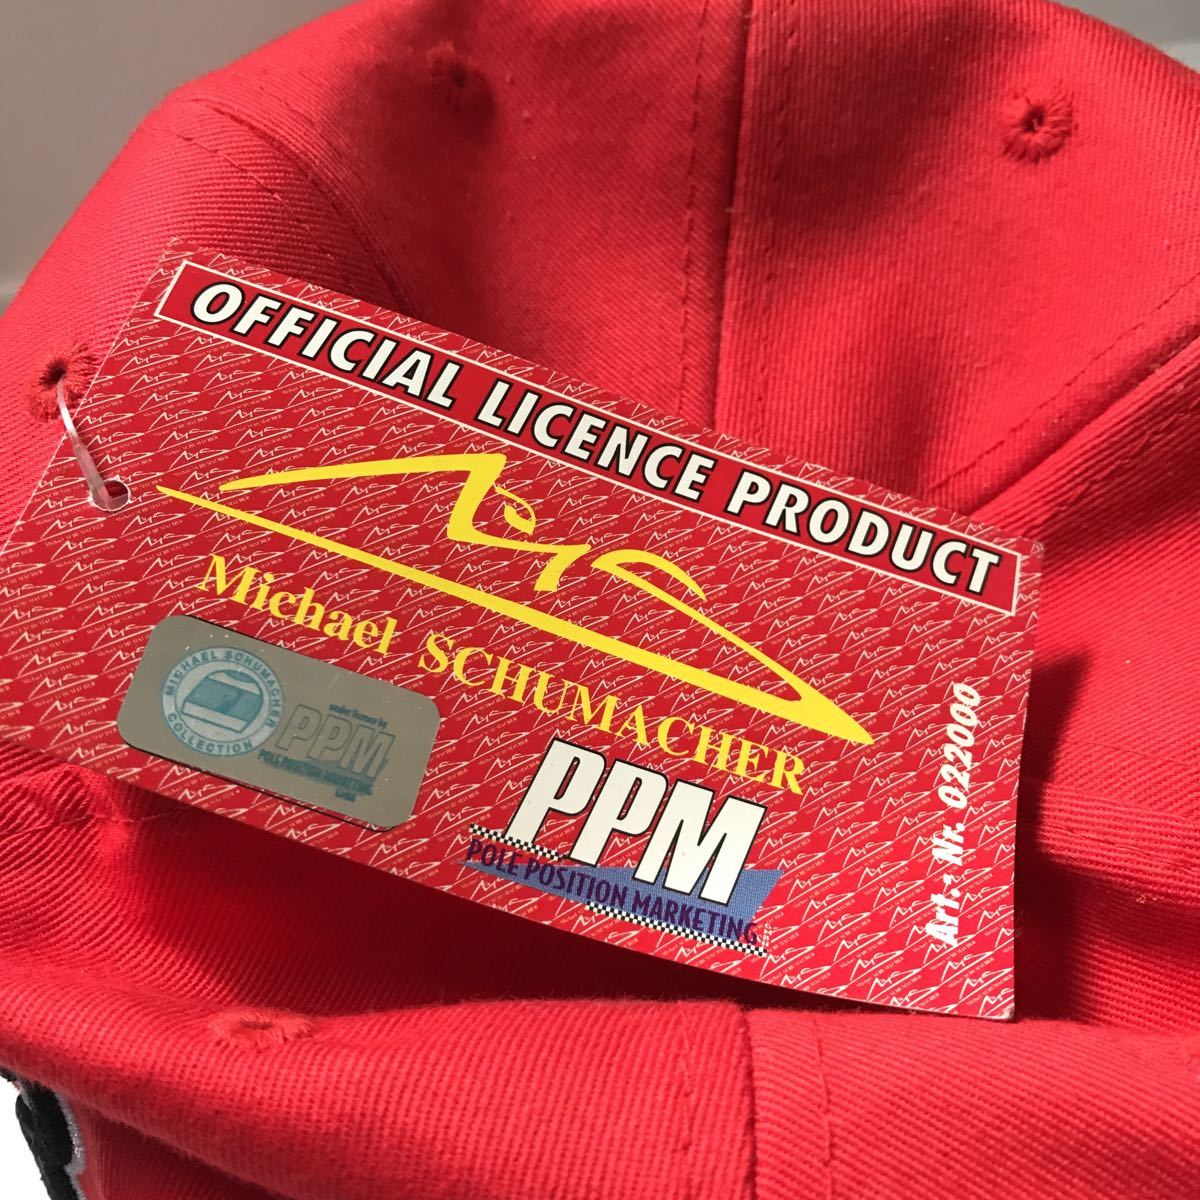 OFFICIAL LICENCE PRODUCT
Michael SCHUMACHER
MICHAEL SCHUMACHER
COLLECTION
under licence by
PPM
POLE POSITION MARKETING
PPM
POLE POSITION MARKETING
Art.- Nr. 022000